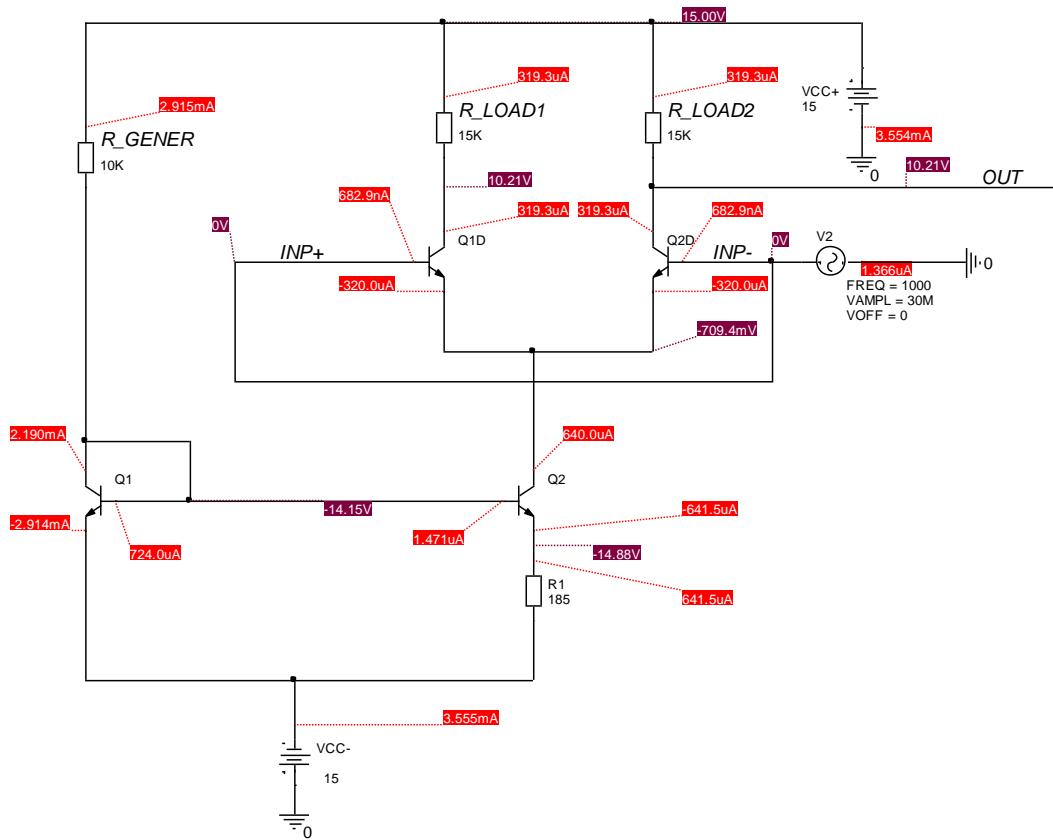 15.00V
319.3uA
319.3uA
VCC+
15
2.915mA
R_LOAD1
R_LOAD2
15K
15K
3.554mA
R_GENER
10K
0
10.21V
10.21V
OUT
682.9nA
319.3uA
319.3uA
682.9nA
0V
Q1D
Q2D
0V
V2
INP+
INP-
0
1.366uA
-320.0uA
-320.0uA
FREQ = 1000
VAMPL = 30M
VOFF = 0
-709.4mV
2.190mA
640.0uA
Q1
Q2
-14.15V
-641.5uA
-2.914mA
1.471uA
724.0uA
-14.88V
R1
185
641.5uA
3.555mA
VCC-
15
0